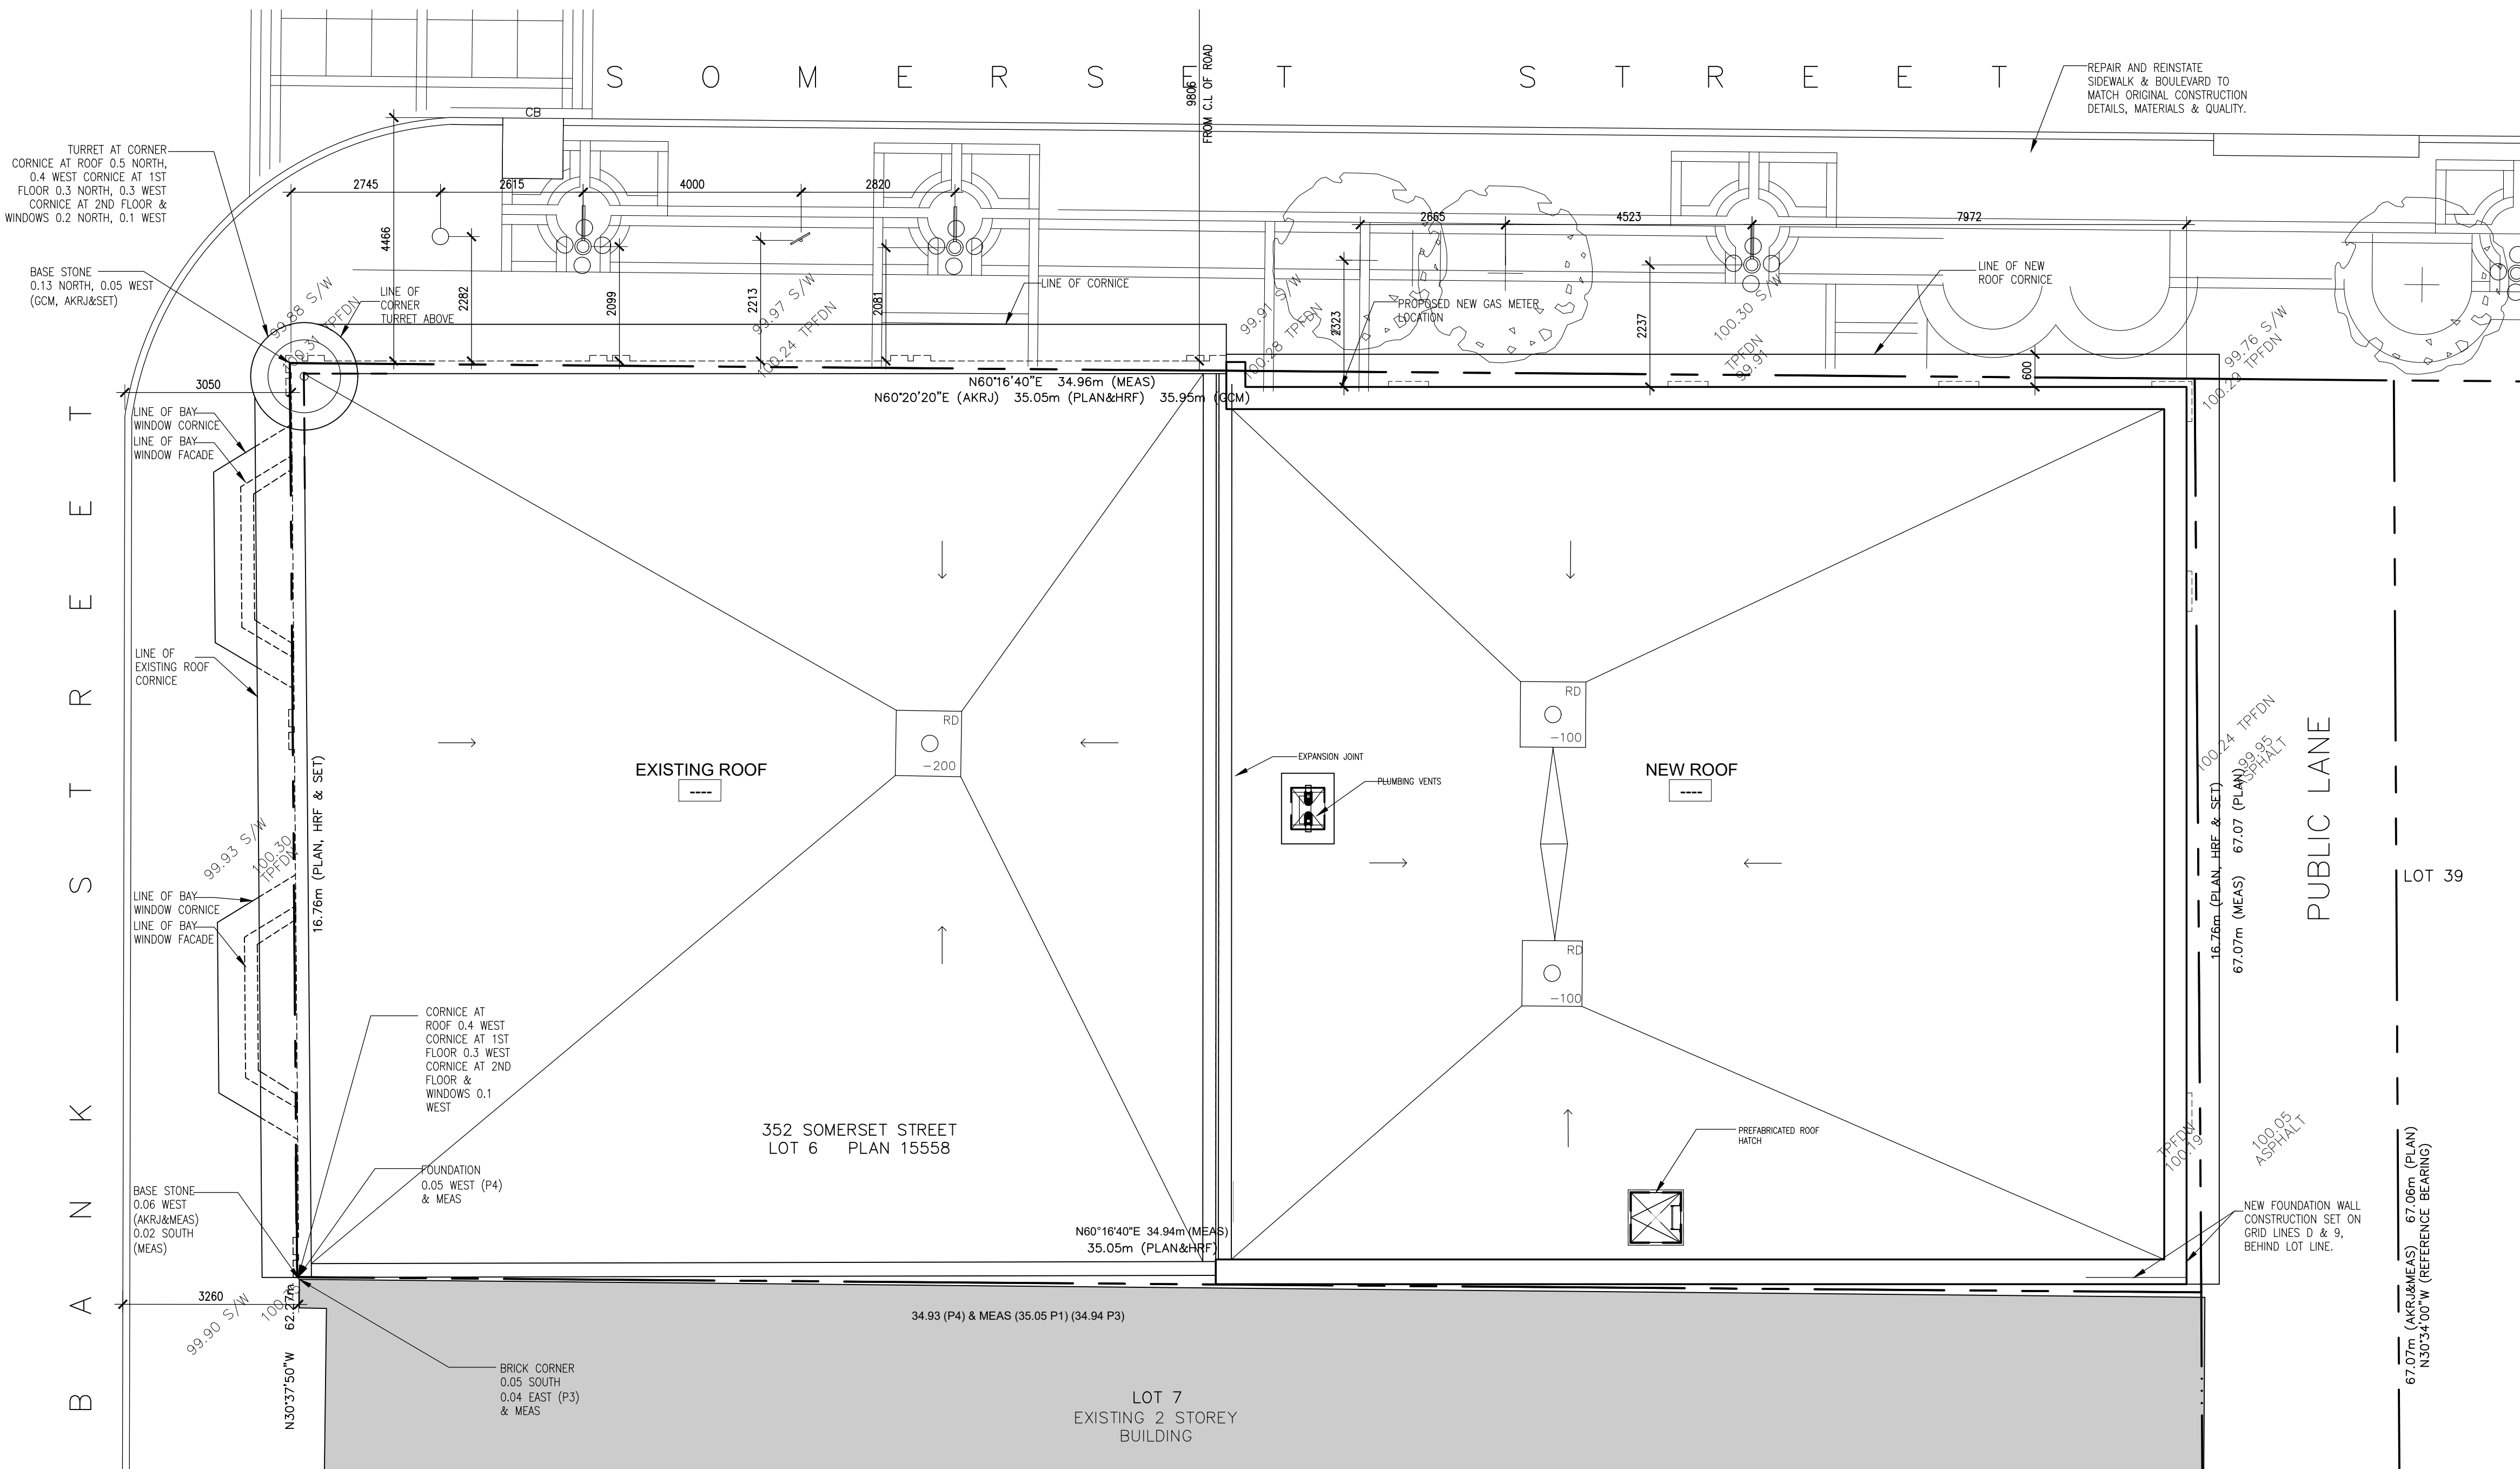 S O M E R S E T   S T R E E T
9806
FROM C.L OF ROAD
REPAIR AND REINSTATE
SIDEWALK & BOULEVARD TO
MATCH ORIGINAL CONSTRUCTION
DETAILS, MATERIALS & QUALITY.
CB
TURRET AT CORNER
CORNICE AT ROOF 0.5 NORTH,
0.4 WEST CORNICE AT 1ST
FLOOR 0.3 NORTH, 0.3 WEST
CORNICE AT 2ND FLOOR &
WINDOWS 0.2 NORTH, 0.1 WEST
2745
2615
4000
2820
2665
4523
7972
4466
BASE STONE
0.13 NORTH, 0.05 WEST
(GCM, AKRJ&SET)
LINE OF
CORNER
TURRET ABOVE
LINE OF CORNICE
LINE OF NEW
ROOF CORNICE
PROPOSED NEW GAS METER
LOCATION
2282
2099
2213
2081
2323
2237
600
99.88 S/W
100.31
TPFDN
99.97 S/W
100.24 TPFDN
99.91 S/W
100.28 TPFDN
100.30 S/W
TPFDN
99.91
99.76 S/W
100.29 TPFDN
3050
N60°16'40"E 34.96m (MEAS)
N60°20'20"E (AKRJ) 35.05m (PLAN&HRF) 35.95m (GCM)
LINE OF BAY
WINDOW CORNICE
LINE OF BAY
WINDOW FACADE
B A N K   S T R E E T
LINE OF
EXISTING ROOF
CORNICE
16.76m (PLAN, HRF & SET)
EXISTING ROOF
----
RD
-200
EXPANSION JOINT
PLUMBING VENTS
RD
-100
NEW ROOF
----
RD
-100
100.24 TPFDN
99.95
ASPHALT
16.76m (PLAN, HRF & SET)
67.07m (MEAS) 67.07 (PLAN)
PUBLIC LANE
LOT 39
99.93 S/W
100.30
TPFDN
LINE OF BAY
WINDOW CORNICE
LINE OF BAY
WINDOW FACADE
CORNICE AT
ROOF 0.4 WEST
CORNICE AT 1ST
FLOOR 0.3 WEST
CORNICE AT 2ND
FLOOR &
WINDOWS 0.1
WEST
352 SOMERSET STREET
LOT 6 PLAN 15558
PREFABRICATED ROOF
HATCH
TPFDW
100.19
100.05
ASPHALT
FOUNDATION
0.05 WEST (P4)
& MEAS
BASE STONE
0.06 WEST
(AKRJ&MEAS)
0.02 SOUTH
(MEAS)
N60°16'40"E 34.94m (MEAS)
35.05m (PLAN&HRF)
NEW FOUNDATION WALL
CONSTRUCTION SET ON
GRID LINES D & 9,
BEHIND LOT LINE.
67.07m (AKRJ&MEAS) 67.06m (PLAN)
N30°34'00"W (REFERENCE BEARING)
3260
99.90 S/W
N30°37'50"W 62.27m
34.93 (P4) & MEAS (35.05 P1) (34.94 P3)
BRICK CORNER
0.05 SOUTH
0.04 EAST (P3)
& MEAS
LOT 7
EXISTING 2 STOREY
BUILDING